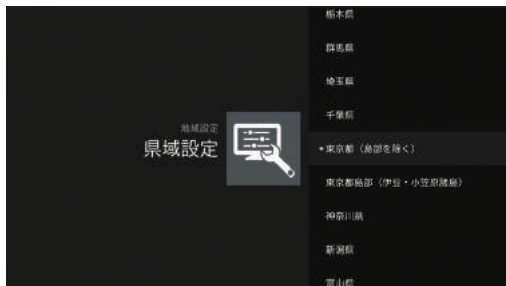 地域設定
県域設定
栃木県
群馬県
埼玉県
千葉県
•東京都（島部を除く）
東京都島部（伊豆・小笠原諸島）
神奈川県
新潟県
富山県